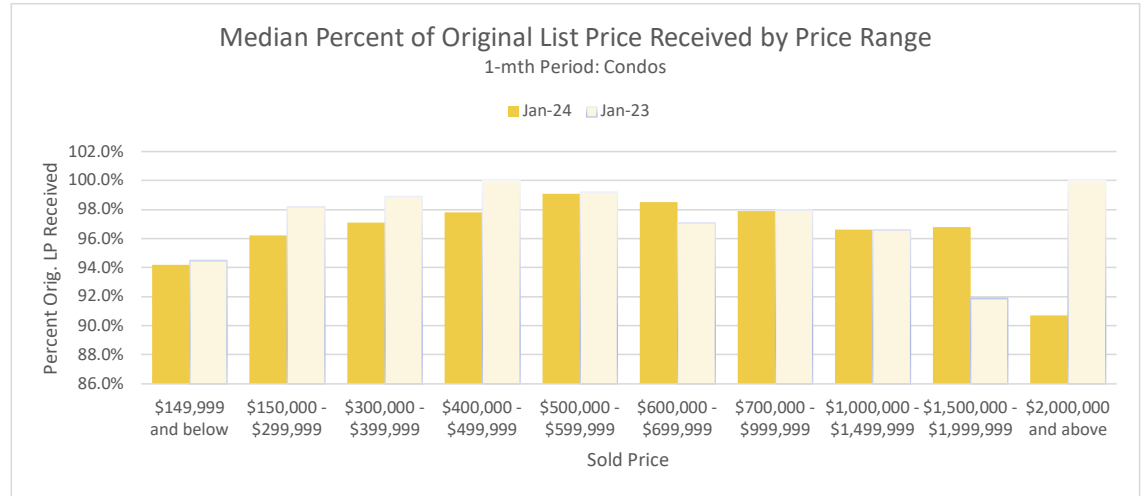 Median Percent of Original List Price Received by Price Range
1-mth Period: Condos
Jan-24 Jan-23
Percent Orig. LP Received
102.0%
100.0%
98.0%
96.0%
94.0%
92.0%
90.0%
88.0%
86.0%
$149,999 $150,000 - $300,000 - $400,000 - $500,000 - $600,000 - $700,000 - $1,000,000 - $1,500,000 - $2,000,000
and below $299,999 $399,999 $499,999 $599,999 $699,999 $999,999 $1,499,999 $1,999,999 and above
Sold Price